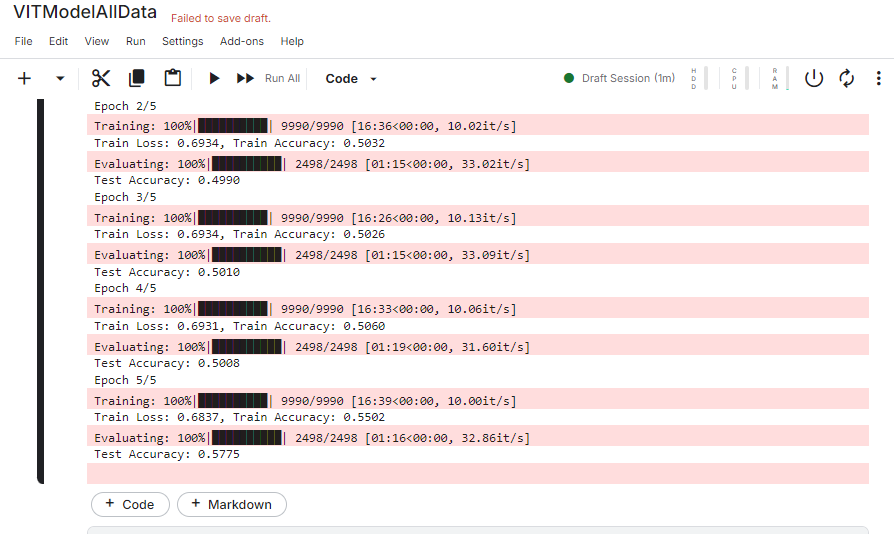 VITModelAllData Failed to save draft.
File Edit View Run Settings Add-ons Help
Run All Code Draft Session (1m) HDD CPU RAM
Epoch 2/5
Training: 100%|██████████| 9990/9990 [16:36<00:00, 10.02it/s]
Train Loss: 0.6934, Train Accuracy: 0.5032
Evaluating: 100%|██████████| 2498/2498 [01:15<00:00, 33.02it/s]
Test Accuracy: 0.4990
Epoch 3/5
Training: 100%|██████████| 9990/9990 [16:26<00:00, 10.13it/s]
Train Loss: 0.6934, Train Accuracy: 0.5026
Evaluating: 100%|██████████| 2498/2498 [01:15<00:00, 33.09it/s]
Test Accuracy: 0.5010
Epoch 4/5
Training: 100%|██████████| 9990/9990 [16:33<00:00, 10.06it/s]
Train Loss: 0.6931, Train Accuracy: 0.5060
Evaluating: 100%|██████████| 2498/2498 [01:19<00:00, 31.60it/s]
Test Accuracy: 0.5008
Epoch 5/5
Training: 100%|██████████| 9990/9990 [16:39<00:00, 10.00it/s]
Train Loss: 0.6837, Train Accuracy: 0.5502
Evaluating: 100%|██████████| 2498/2498 [01:16<00:00, 32.86it/s]
Test Accuracy: 0.5775
+ Code + Markdown